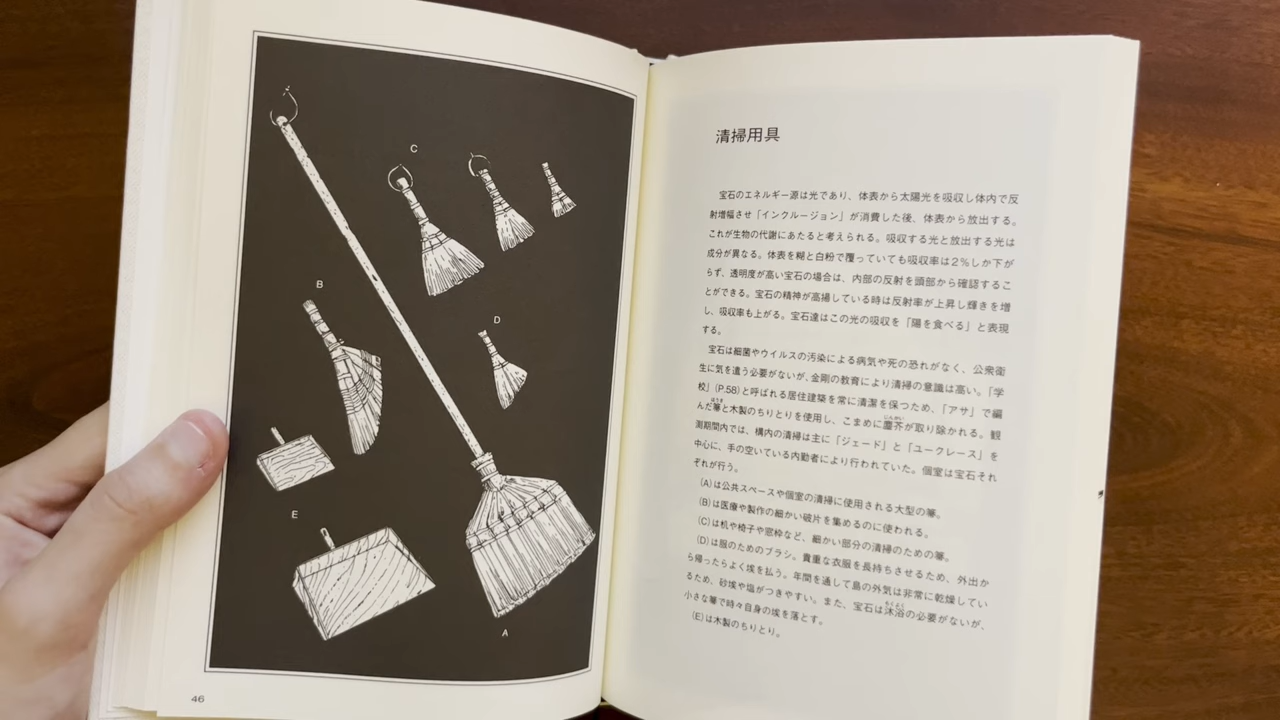 C
B
D
E
A
46
清掃用具
宝石のエネルギー源は光であり、体表から太陽光を吸収し体内で反
射増幅させ「インクルージョン」が消費した後、体表から放出する。
これが生物の代謝にあたると考えられる。吸収する光と放出する光は
成分が異なる。体表を糊と白粉で覆っていても吸収率は2%しか下が
らず、透明度が高い宝石の場合は、内部の反射を頭部から確認するこ
とができる。宝石の精神が高揚している時は反射率が上昇し輝きを増
し、吸収率も上がる。宝石達はこの光の吸収を「陽を食べる」と表現
する。
宝石は細菌やウイルスの汚染による病気や死の恐れがなく、公衆衛
生に気を遣う必要がないが、金剛の教育により清掃の意識は高い。「学
校」(P.58)と呼ばれる居住建築を常に清潔を保つため、「アサ」で編
んだ箒と木製のちりとりを使用し、こまめに塵芥が取り除かれる。観
測期間内では、構内の清掃は主に「ジェード」と「ユークレース」を
中心に、手の空いている内勤者により行われていた。個室は宝石それ
ぞれが行う。
(A)は公共スペースや個室の清掃に使用される大型の箒。
(B)は医療や製作の細かい破片を集めるのに使われる。
(C)は机や椅子や窓枠など、細かい部分の清掃のための箒。
(D)は服のためのブラシ。貴重な衣服を長持ちさせるため、外出か
ら帰ったらよく埃を払う。年間を通して島の外気は非常に乾燥してい
るため、砂埃や塩がつきやすい。また、宝石は沐浴の必要がないが、
小さな箒で時々自身の埃を落とす。
(E)は木製のちりとり。